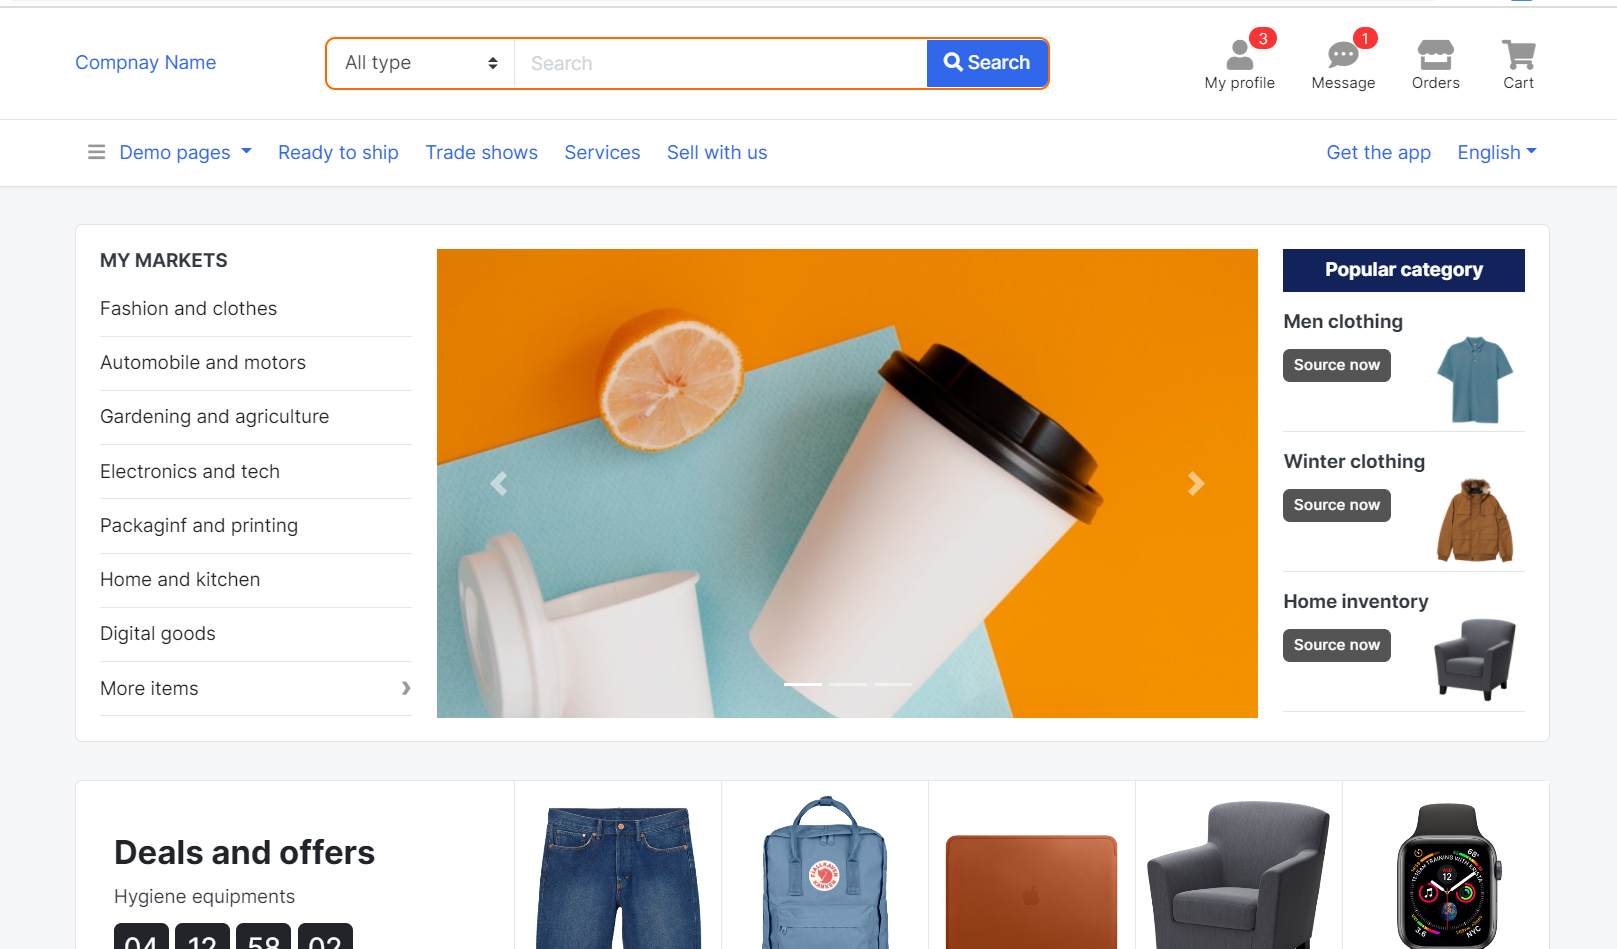 Compnay Name
All type
Search
Search
3
My profile
1
Message
Orders
Cart
Demo pages
Ready to ship
Trade shows
Services
Sell with us
Get the app
English
MY MARKETS
Fashion and clothes
Automobile and motors
Gardening and agriculture
Electronics and tech
Packaginf and printing
Home and kitchen
Digital goods
More items
Popular category
Men clothing
Source now
Winter clothing
Source now
Home inventory
Source now
Deals and offers
Hygiene equipments
04 12 58 02